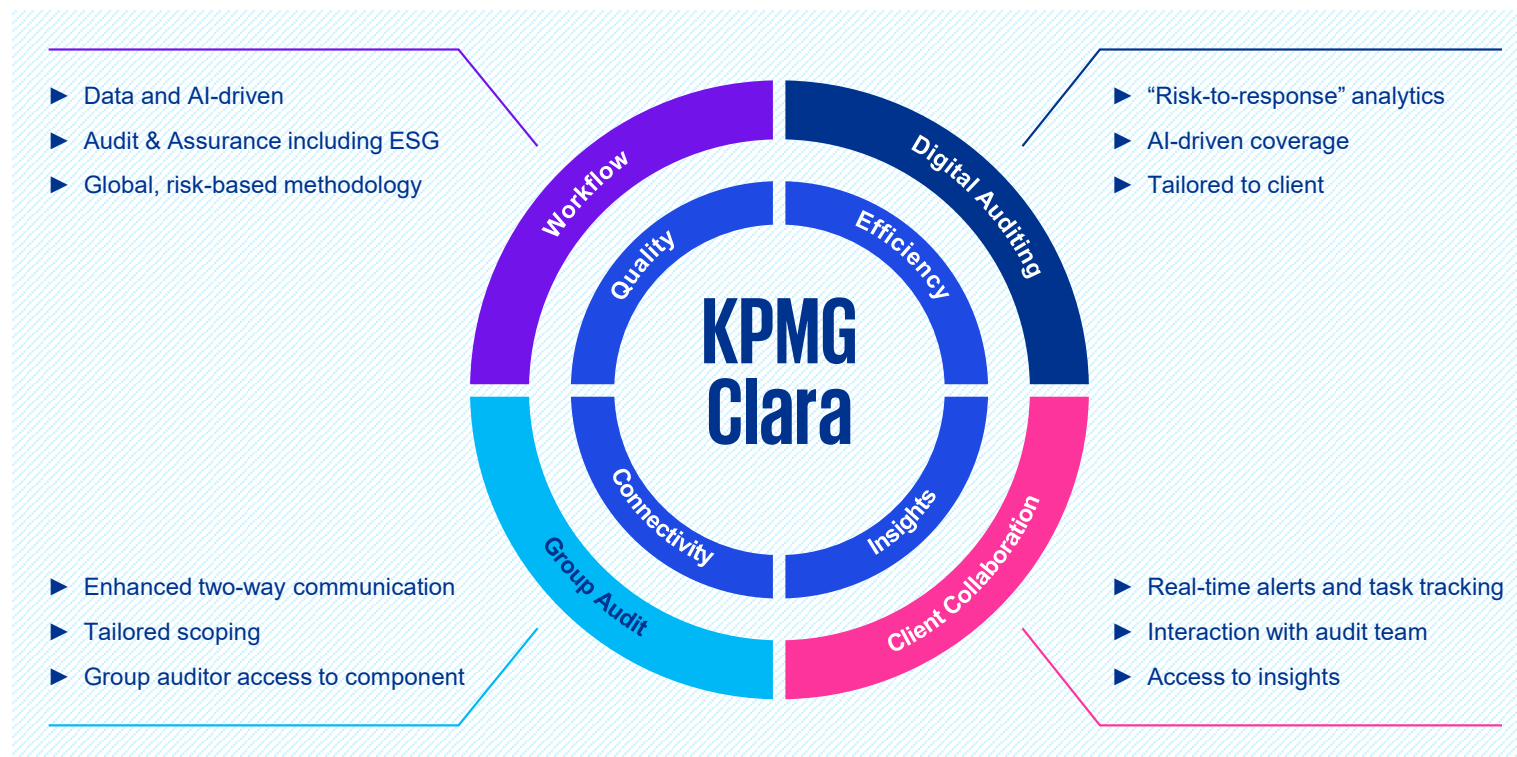 Data and AI-driven
Audit & Assurance including ESG
Global, risk-based methodology
“Risk-to-response” analytics
AI-driven coverage
Tailored to client
Workflow
Digital Auditing
Quality
Efficiency
KPMG
Clara
Connectivity
Insights
Group Audit
Client Collaboration
Enhanced two-way communication
Tailored scoping
Group auditor access to component
Real-time alerts and task tracking
Interaction with audit team
Access to insights